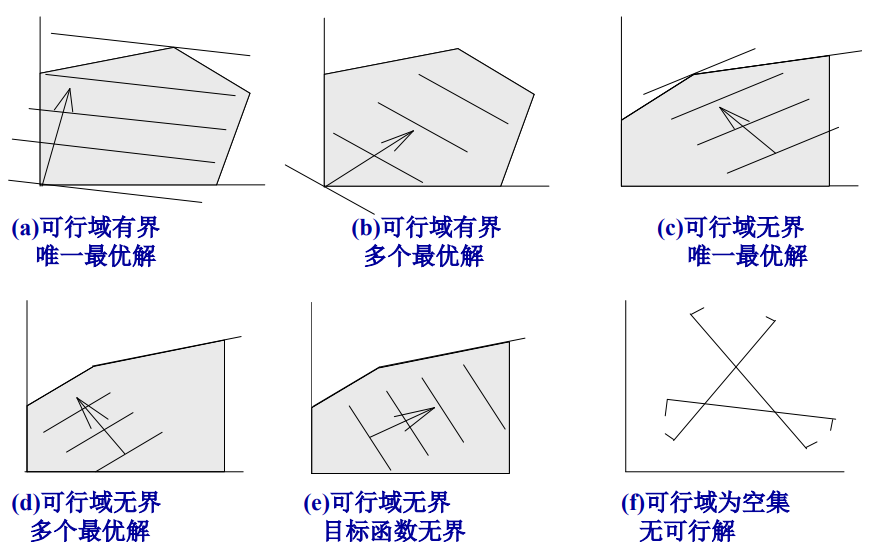 (a)可行域有界
唯一最优解
(b)可行域有界
多个最优解
(c)可行域无界
唯一最优解
(d)可行域无界
多个最优解
(e)可行域无界
目标函数无界
(f)可行域为空集
无可行解